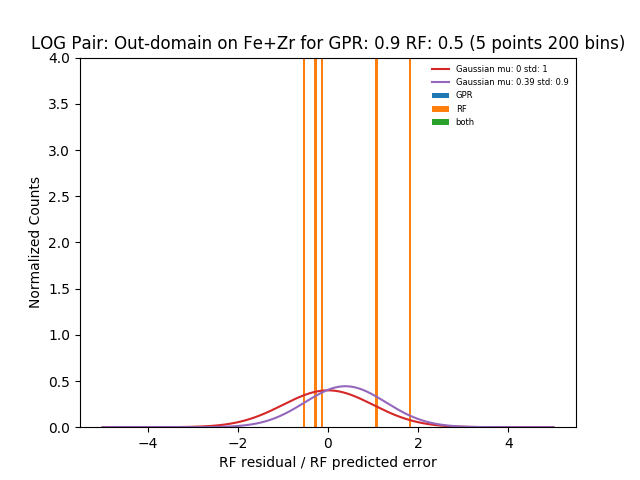 LOG Pair: Out-domain on Fe+Zr for GPR: 0.9 RF: 0.5 (5 points 200 bins)
4.0
3.5
3.0
2.5
2.0
1.5
1.0
0.5
0.0
Normalized Counts
Gaussian mu: 0 std: 1
Gaussian mu: 0.39 std: 0.9
GPR
RF
both
−4 −2 0 2 4
RF residual / RF predicted error